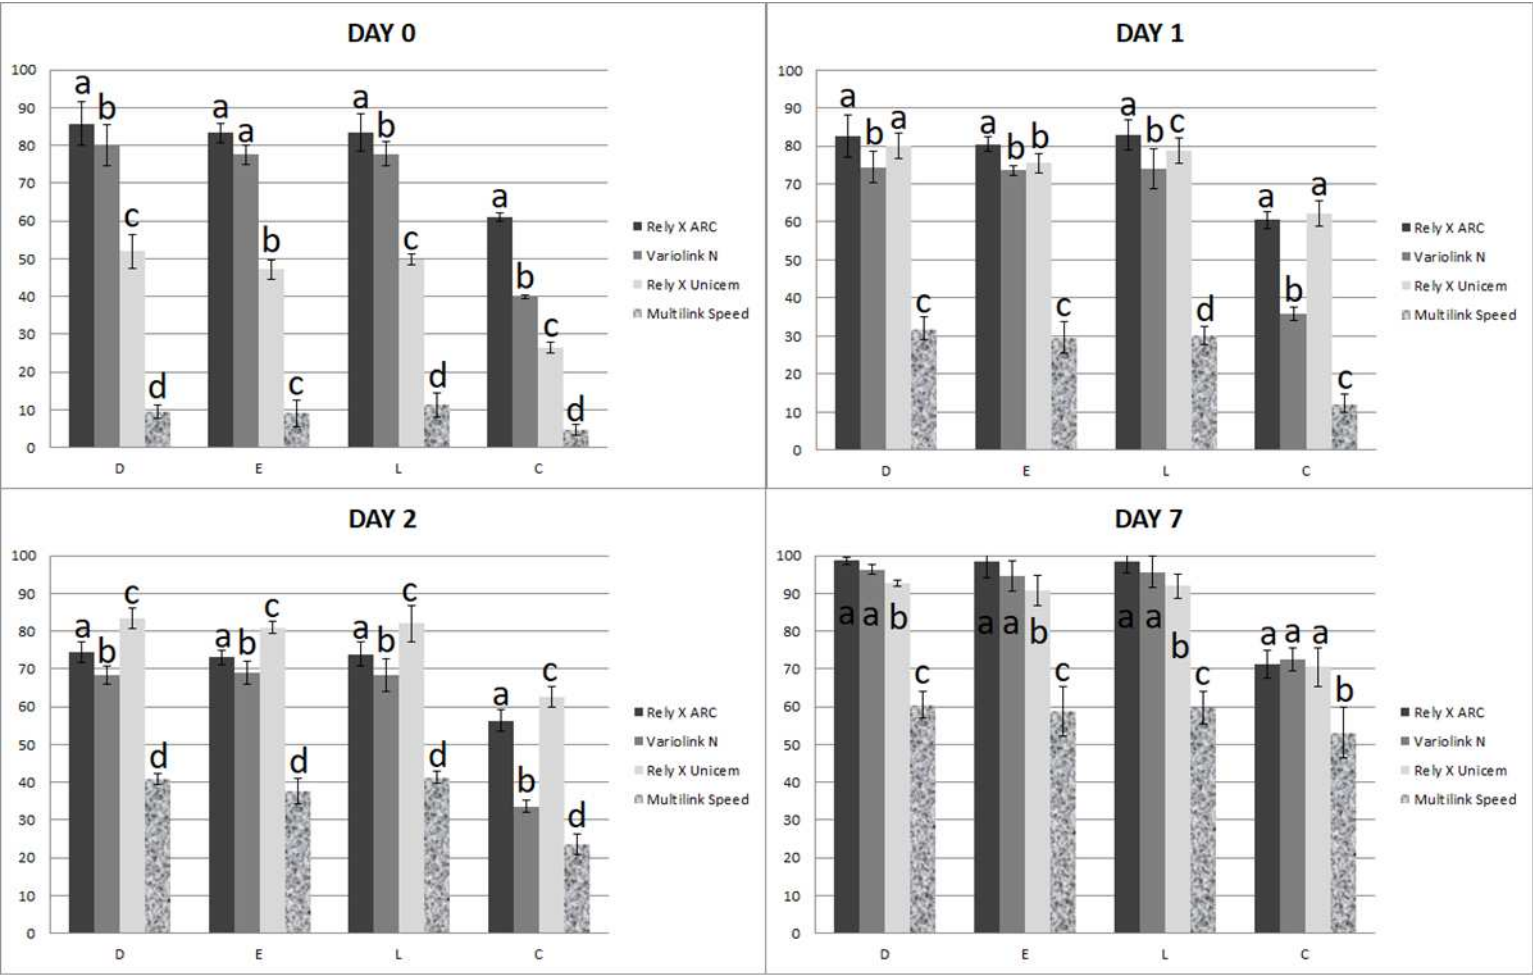 DAY 0
100
90
80
70
60
50
40
30
20
10
0
a b c d
a a b c
a b c d
a b c d
D E L C
Rely X ARC
Variolink N
Rely X Unicem
Multilink Speed
DAY 1
100
90
80
70
60
50
40
30
20
10
0
a b a c
a b b c
a b c d
a b a c
D E L C
Rely X ARC
Variolink N
Rely X Unicem
Multilink Speed
DAY 2
100
90
80
70
60
50
40
30
20
10
0
a b c d
a b c d
a b c d
a b c d
D E L C
Rely X ARC
Variolink N
Rely X Unicem
Multilink Speed
DAY 7
100
90
80
70
60
50
40
30
20
10
0
a a b c
a a b c
a a b c
a a a b
D E L C
Rely X ARC
Variolink N
Rely X Unicem
Multilink Speed